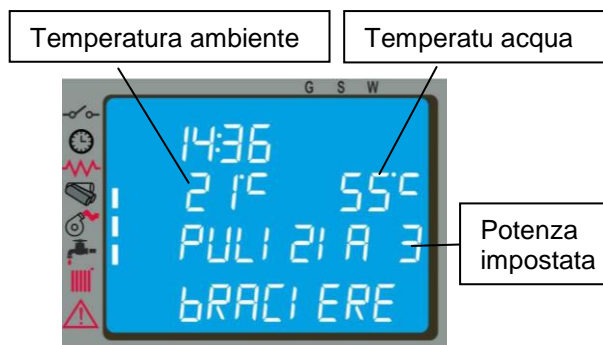 Temperatura ambiente
Temperatu acqua
G S W
14:36
21°C 55°C
PULIZIA 3
bRACIERE
Potenza
impostata